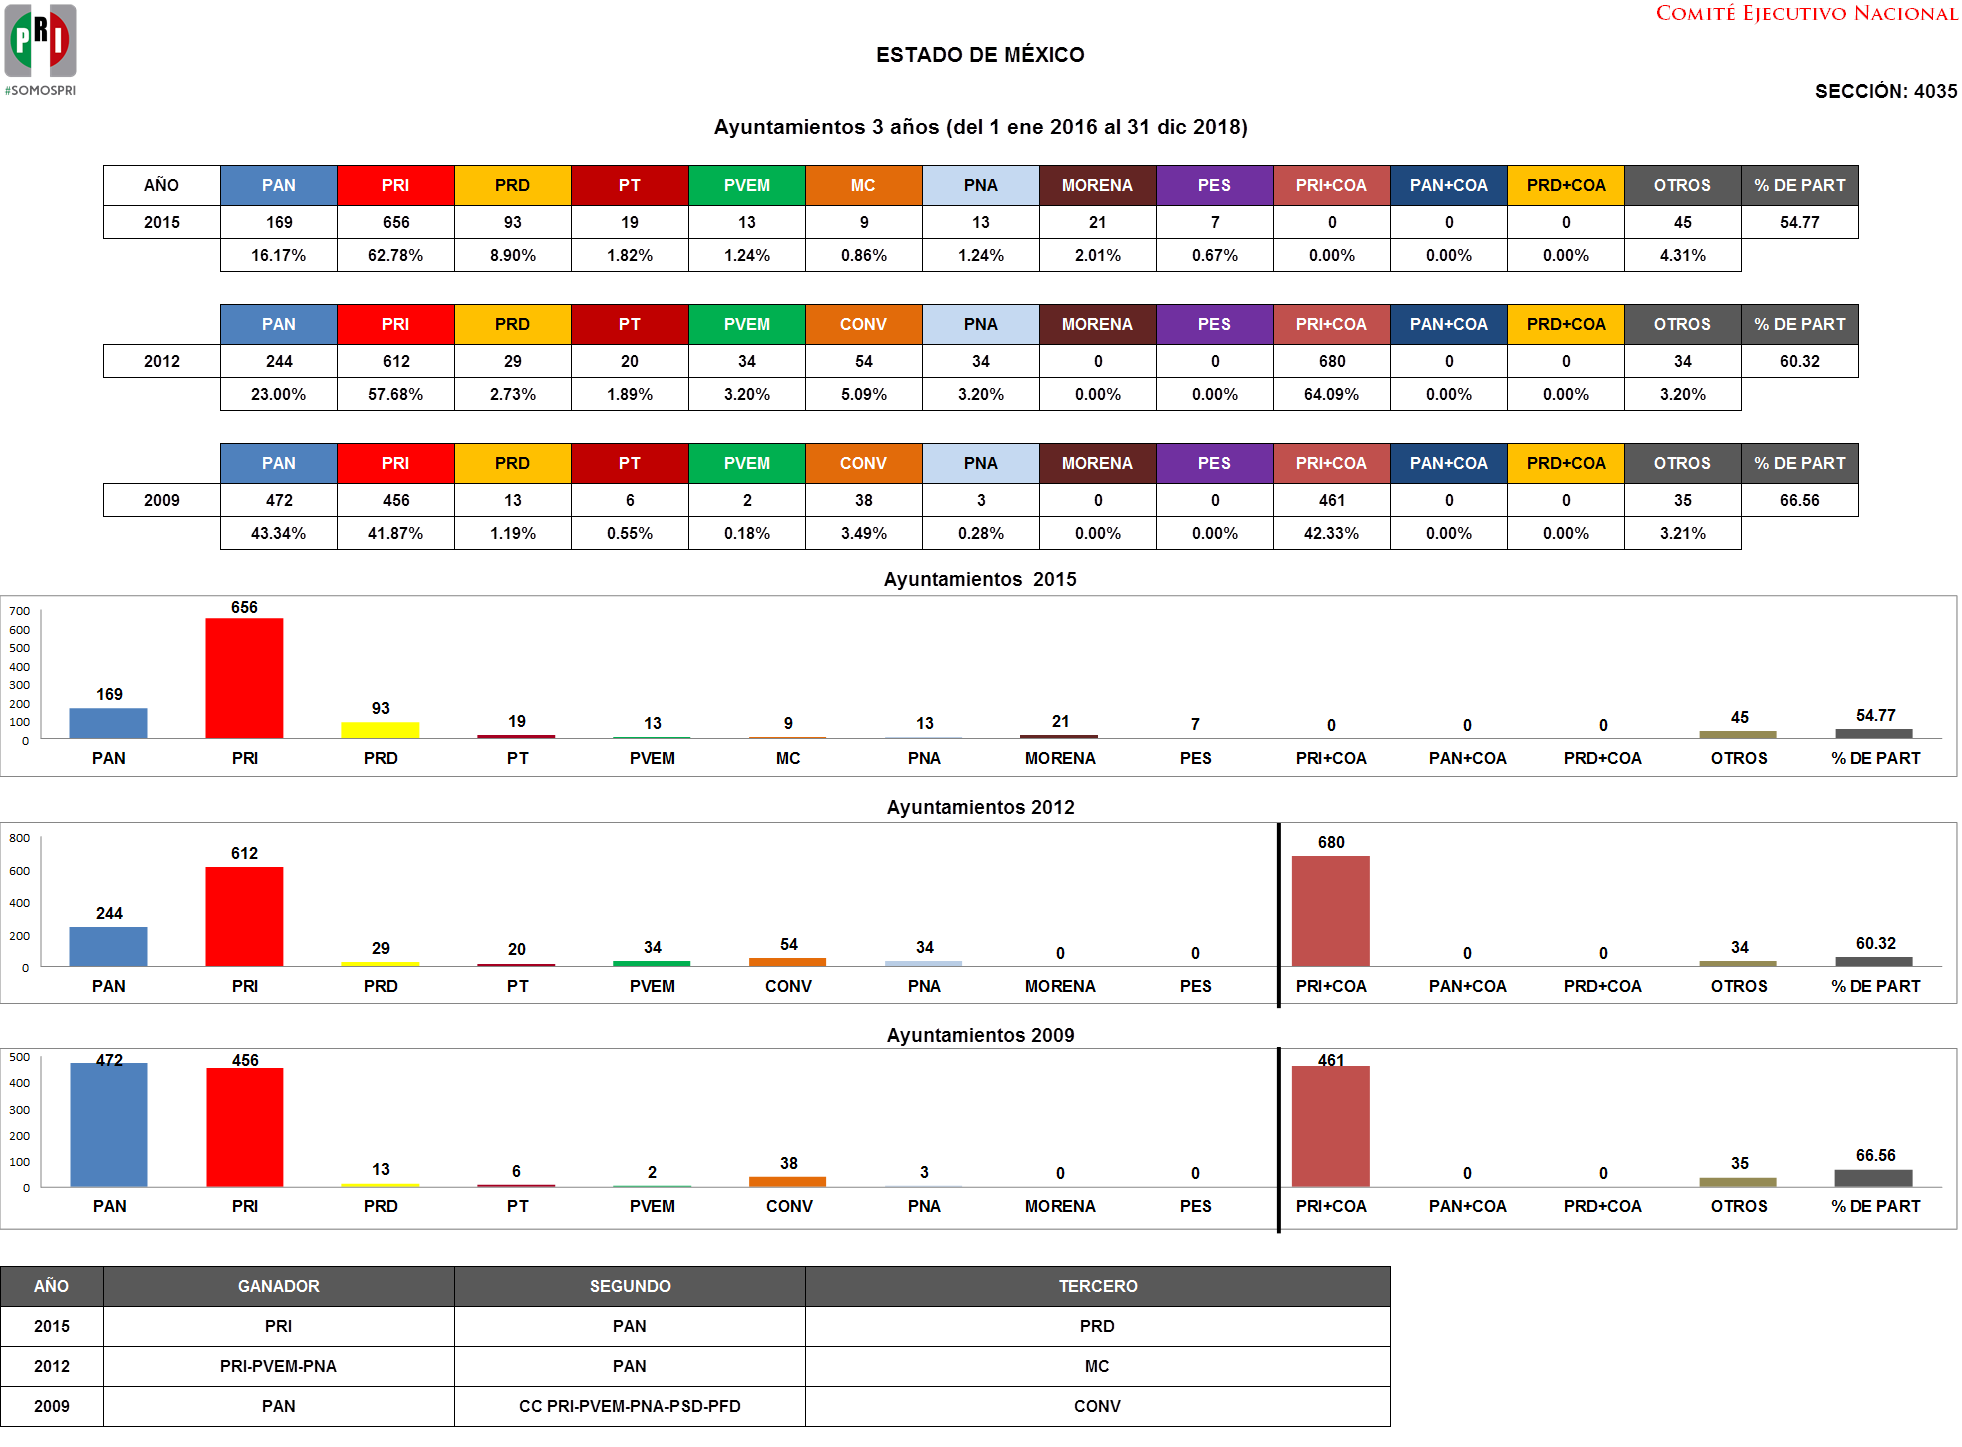 PRI
#SOMOSPRI
COMITÉ EJECUTIVO NACIONAL
ESTADO DE MÉXICO
SECCIÓN: 4035
Ayuntamientos 3 años (del 1 ene 2016 al 31 dic 2018)
AÑO PAN PRI PRD PT PVEM MC PNA MORENA PES PRI+COA PAN+COA PRD+COA OTROS % DE PART
2015 169 656 93 19 13 9 13 21 7 0 0 0 45 54.77
16.17% 62.78% 8.90% 1.82% 1.24% 0.86% 1.24% 2.01% 0.67% 0.00% 0.00% 0.00% 4.31%
PAN PRI PRD PT PVEM CONV PNA MORENA PES PRI+COA PAN+COA PRD+COA OTROS % DE PART
2012 244 612 29 20 34 54 34 0 0 680 0 0 34 60.32
23.00% 57.68% 2.73% 1.89% 3.20% 5.09% 3.20% 0.00% 0.00% 64.09% 0.00% 0.00% 3.20%
PAN PRI PRD PT PVEM CONV PNA MORENA PES PRI+COA PAN+COA PRD+COA OTROS % DE PART
2009 472 456 13 6 2 38 3 0 0 461 0 0 35 66.56
43.34% 41.87% 1.19% 0.55% 0.18% 3.49% 0.28% 0.00% 0.00% 42.33% 0.00% 0.00% 3.21%
Ayuntamientos 2015
700
600
500
400
300
200
100
0
169 656 93 19 13 9 13 21 7 0 0 0 45 54.77
PAN PRI PRD PT PVEM MC PNA MORENA PES PRI+COA PAN+COA PRD+COA OTROS % DE PART
Ayuntamientos 2012
800
600
400
200
0
244 612 29 20 34 54 34 0 0 680 0 0 34 60.32
PAN PRI PRD PT PVEM CONV PNA MORENA PES PRI+COA PAN+COA PRD+COA OTROS % DE PART
Ayuntamientos 2009
500
400
300
200
100
0
472 456 13 6 2 38 3 0 0 461 0 0 35 66.56
PAN PRI PRD PT PVEM CONV PNA MORENA PES PRI+COA PAN+COA PRD+COA OTROS % DE PART
AÑO GANADOR SEGUNDO TERCERO
2015 PRI PAN PRD
2012 PRI-PVEM-PNA PAN MC
2009 PAN CC PRI-PVEM-PNA-PSD-PFD CONV